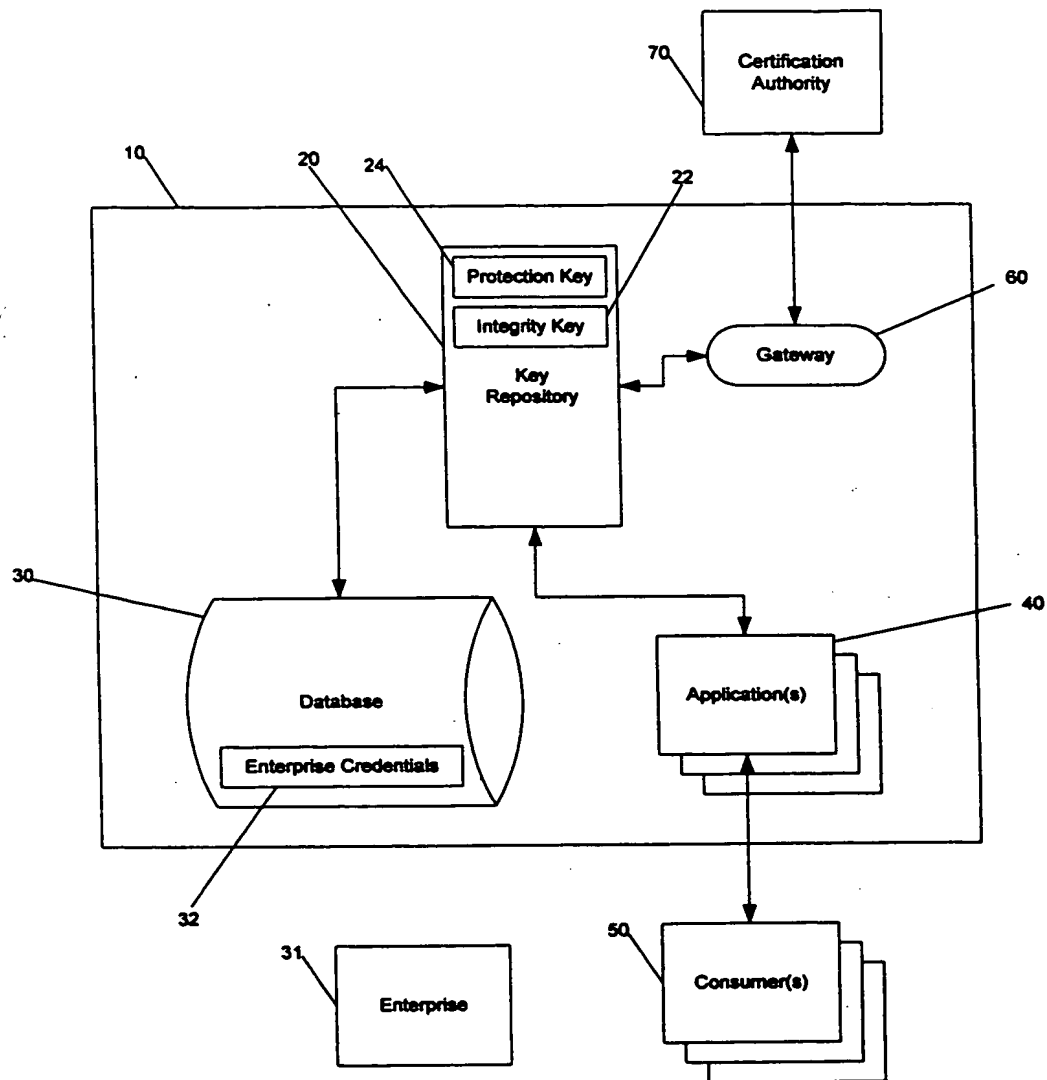 70
Certification
Authority
10
20
24
22
Protection Key
Integrity Key
Key
Repository
60
Gateway
30
40
Database
Enterprise Credentials
Application(s)
32
31
Enterprise
50
Consumer(s)